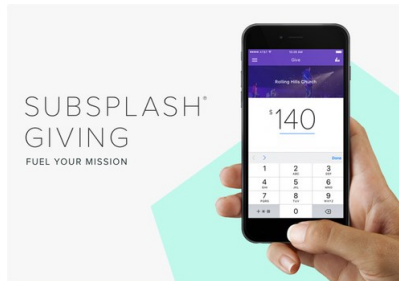 SUBSPLASH®
GIVING
FUEL YOUR MISSION
Give
Rolling Hills Church
$140
Done
1 2 3
ABC DEF
4 5 6
GHI JKL MNO
7 8 9
PQRS TUV WXYZ
+ * # 0